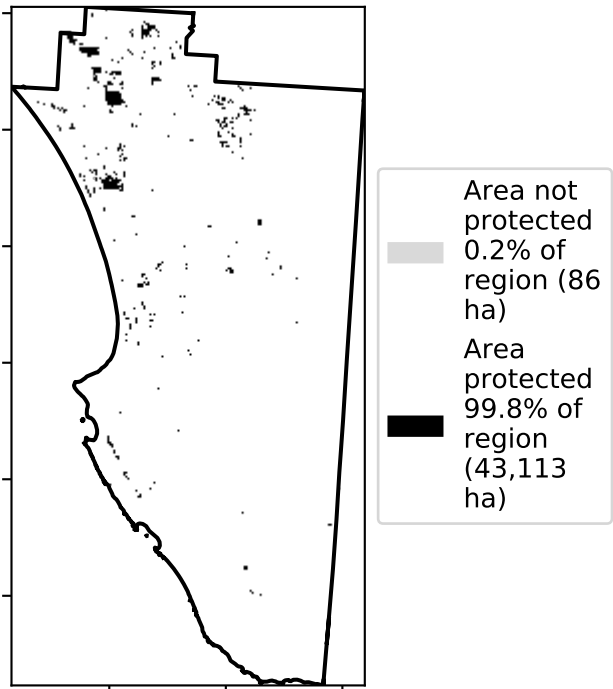 Area not
protected
0.2% of
region (86
ha)
Area
protected
99.8% of
region
(43,113
ha)